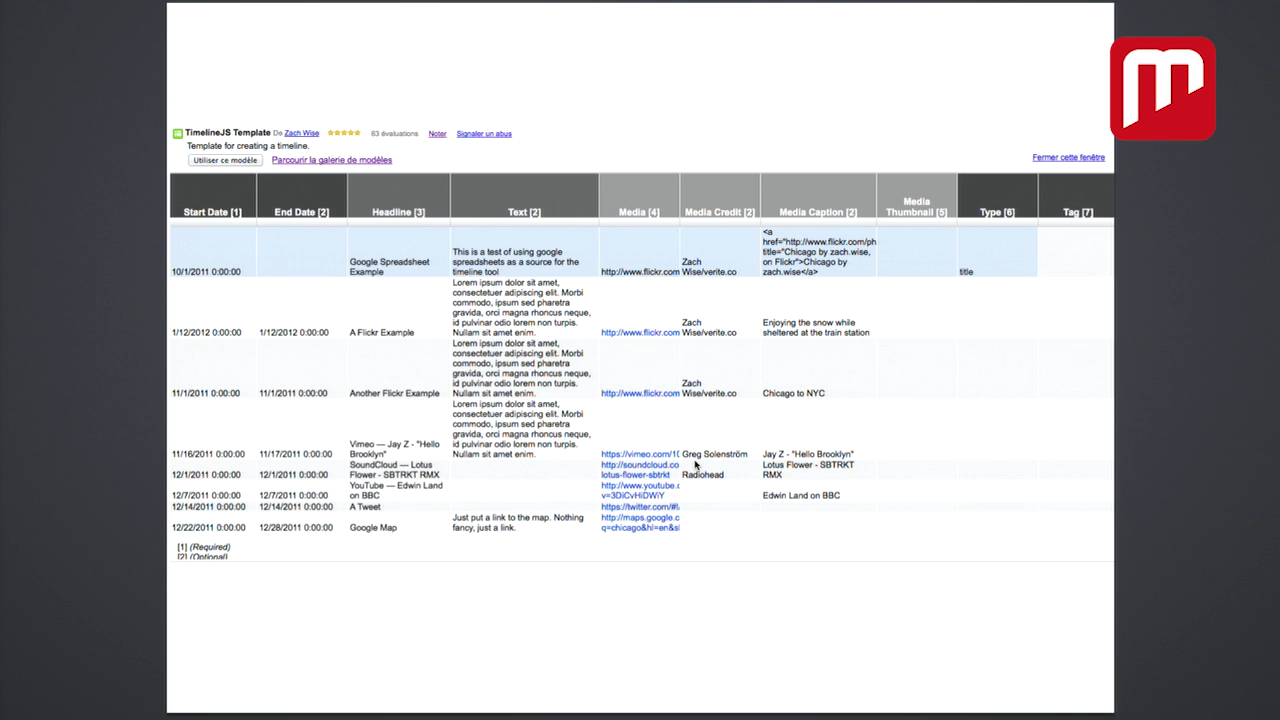 TimelineJS Template De Zach Wise 63 évaluations Noter Signaler un abus
Template for creating a timeline.
Utiliser ce modèle Parcourir la galerie de modèles Fermer cette fenêtre
Start Date [1] End Date [2] Headline [3] Text [2] Media [4] Media Credit [2] Media Caption [2] Media Thumbnail [5] Type [6] Tag [7]
10/1/2011 0:00:00
Google Spreadsheet
Example
This is a test of using google
spreadsheets as a source for the
timeline tool
http://www.flickr.com
Zach
Wise/verite.co
<a
href="http://www.flickr.com/ph
title="Chicago by zach.wise,
on Flickr">Chicago by
zach.wise</a>
title
1/12/2012 0:00:00 1/12/2012 0:00:00 A Flickr Example
Lorem ipsum dolor sit amet,
consectetuer adipiscing elit. Morbi
commodo, ipsum sed pharetra
gravida, orci magna rhoncus neque,
id pulvinar odio lorem non turpis.
Nullam sit amet enim.
http://www.flickr.com
Zach
Wise/verite.co
Enjoying the snow while
sheltered at the train station
11/1/2011 0:00:00 11/1/2011 0:00:00 Another Flickr Example
Lorem ipsum dolor sit amet,
consectetuer adipiscing elit. Morbi
commodo, ipsum sed pharetra
gravida, orci magna rhoncus neque,
id pulvinar odio lorem non turpis.
Nullam sit amet enim.
http://www.flickr.com
Zach
Wise/verite.co
Chicago to NYC
11/16/2011 0:00:00 11/17/2011 0:00:00
Vimeo — Jay Z - "Hello
Brooklyn"
Lorem ipsum dolor sit amet,
consectetuer adipiscing elit. Morbi
commodo, ipsum sed pharetra
gravida, orci magna rhoncus neque,
id pulvinar odio lorem non turpis.
Nullam sit amet enim.
https://vimeo.com/10
Greg Solenström
Jay Z - "Hello Brooklyn"
12/1/2011 0:00:00 12/1/2011 0:00:00
SoundCloud — Lotus
Flower - SBTRKT RMX
http://soundcloud.co
lotus-flower-sbtrkt
Radiohead
Lotus Flower - SBTRKT
RMX
12/7/2011 0:00:00 12/7/2011 0:00:00
YouTube — Edwin Land
on BBC
http://www.youtube.c
v=3DiCvHiDWiY
Edwin Land on BBC
12/14/2011 0:00:00 12/14/2011 0:00:00 A Tweet https://twitter.com/#!/
12/22/2011 0:00:00 12/28/2011 0:00:00 Google Map
Just put a link to the map. Nothing
fancy, just a link.
http://maps.google.c
q=chicago&hl=en&sl
[1] (Required)
[2] (Optional)